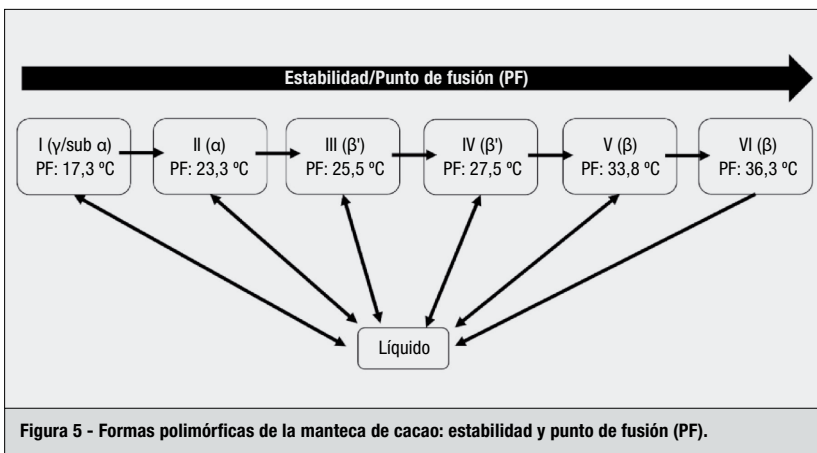 Estabilidad/Punto de fusión (PF)
I (γ/sub α)
PF: 17,3 ºC
II (α)
PF: 23,3 ºC
III (β')
PF: 25,5 ºC
IV (β')
PF: 27,5 ºC
V (β)
PF: 33,8 ºC
VI (β)
PF: 36,3 ºC
Líquido
Figura 5 - Formas polimórficas de la manteca de cacao: estabilidad y punto de fusión (PF).